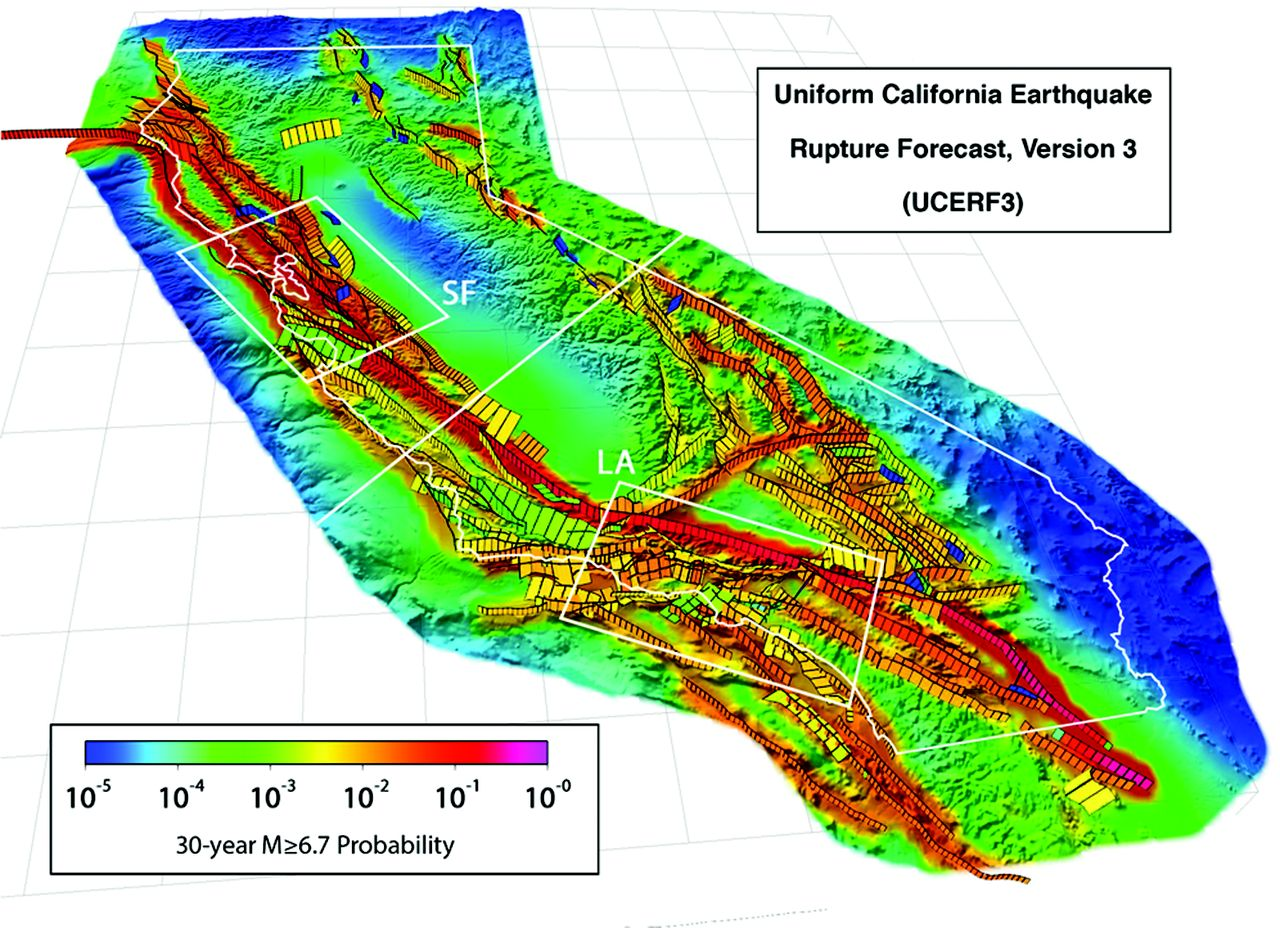 Uniform California Earthquake
Rupture Forecast, Version 3
(UCERF3)
SF
LA
10-5 10-4 10-3 10-2 10-1 10-0
30-year M≥6.7 Probability